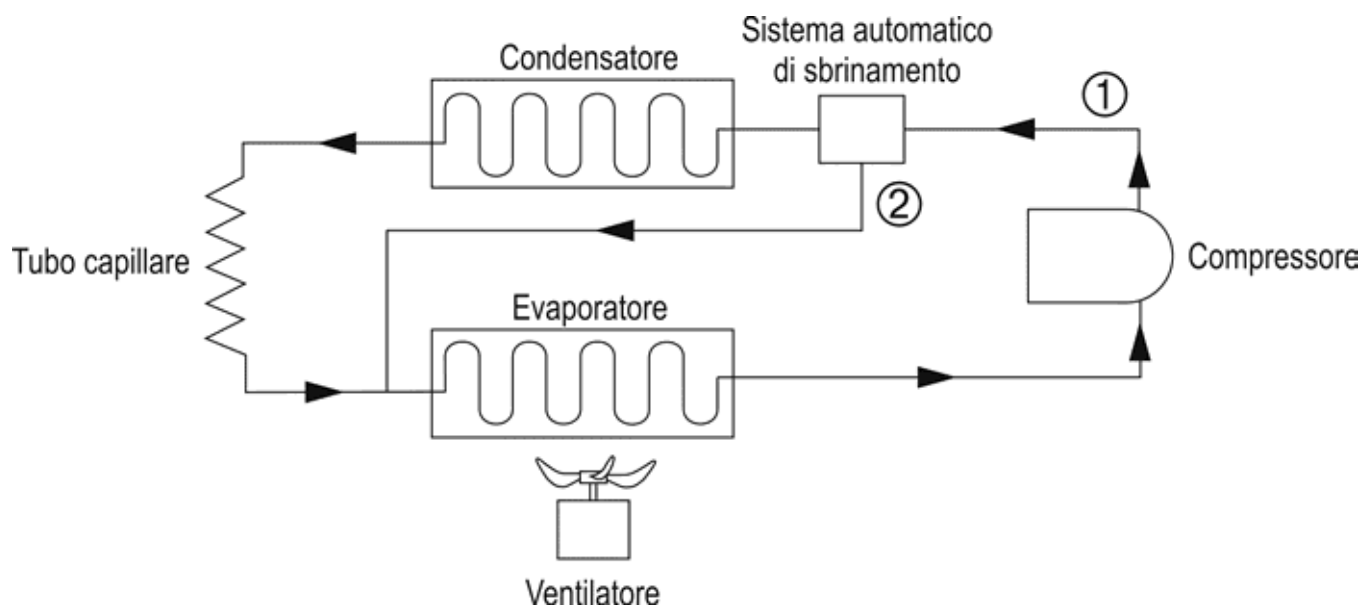 Sistema automatico
di sbrinamento
Condensatore
①
②
Tubo capillare
Compressore
Evaporatore
Ventilatore